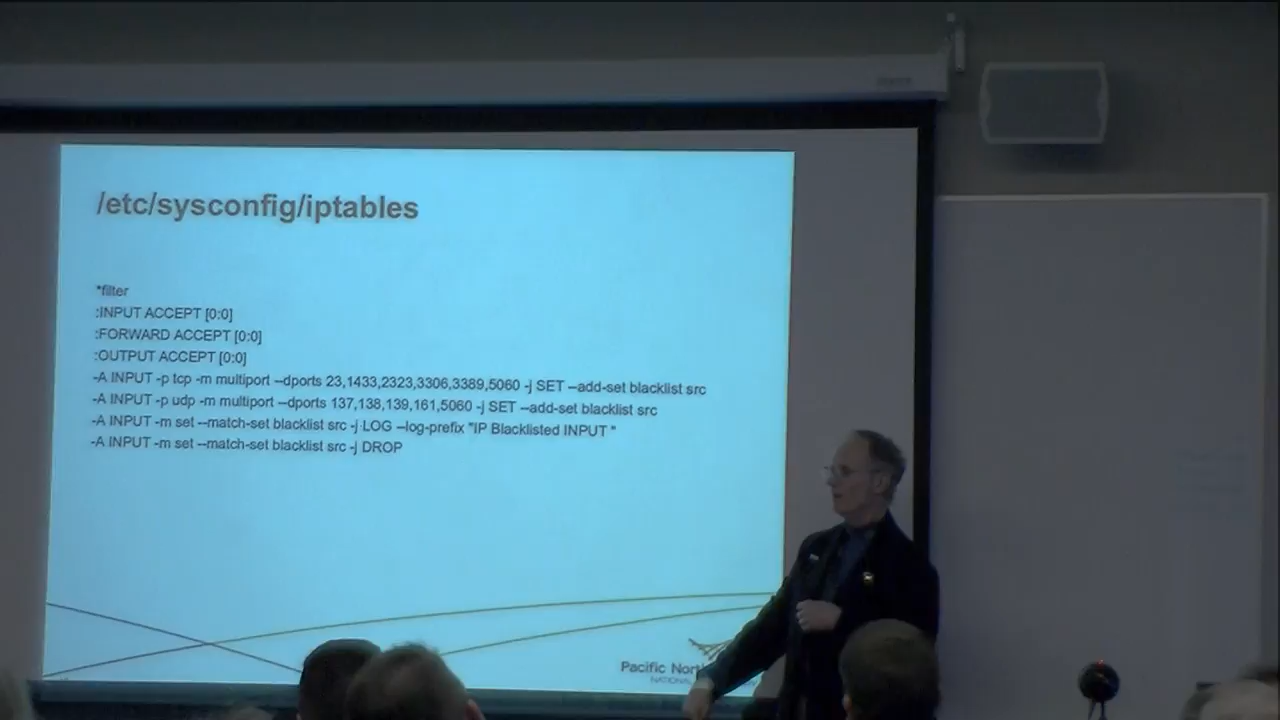 /etc/sysconfig/iptables
*filter
:INPUT ACCEPT [0:0]
:FORWARD ACCEPT [0:0]
:OUTPUT ACCEPT [0:0]
-A INPUT -p tcp -m multiport –dports 23,1433,2323,3306,3389,5060 -j SET –add-set blacklist src
-A INPUT -p udp -m multiport –dports 137,138,139,161,5060 -j SET –add-set blacklist src
-A INPUT -m set –match-set blacklist src -j LOG –log-prefix "IP Blacklisted INPUT "
-A INPUT -m set –match-set blacklist src -j DROP
Pacific
NATIONAL